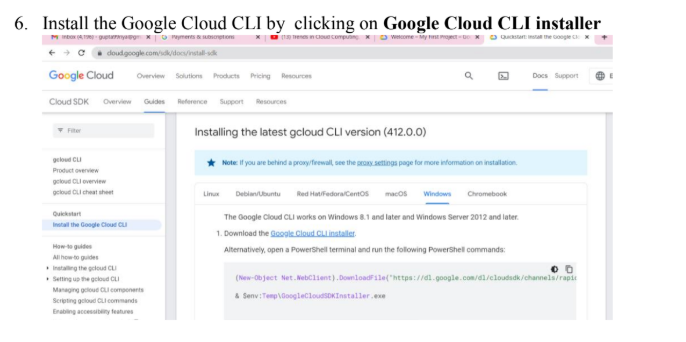 6. Install the Google Cloud CLI by clicking on Google Cloud CLI installer
Payments & subscriptions (13) Trends in Cloud Computing. Welcome – My First Project – Quickstart: Install the Google Cl
cloud.google.com/sdk/docs/install-sdk
Google Cloud Overview Solutions Products Pricing Resources Docs Support
Cloud SDK Overview Guides Reference Support Resources
Filter
Installing the latest gcloud CLI version (412.0.0)
gcloud CLI
Product overview
gcloud CLI overview
gcloud CLI cheat sheet
Quickstart
Install the Google Cloud CLI
How-to guides
All how-to guides
Installing the gcloud CLI
Setting up the gcloud CLI
Managing gcloud CLI components
Scripting gcloud CLI commands
Enabling accessibility features
Note: If you are behind a proxy/firewall, see the proxy settings page for more information on installation.
Linux Debian/Ubuntu Red Hat/Fedora/CentOS macOS Windows Chromebook
The Google Cloud CLI works on Windows 8.1 and later and Windows Server 2012 and later.
1. Download the Google Cloud CLI installer.
Alternatively, open a PowerShell terminal and run the following PowerShell commands:
(New-Object Net.WebClient).DownloadFile("https://dl.google.com/dl/cloudsdk/channels/rapi
& $env:Temp\GoogleCloudSDKInstaller.exe